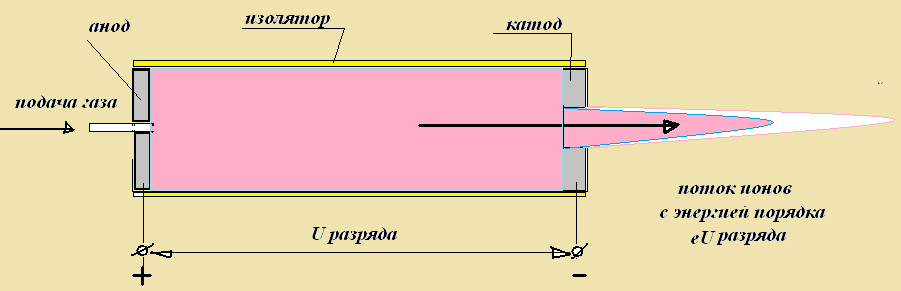 изолятор
анод
катод
подача газа
U разряда
поток ионов
с энергией порядка
eU разряда
+
−